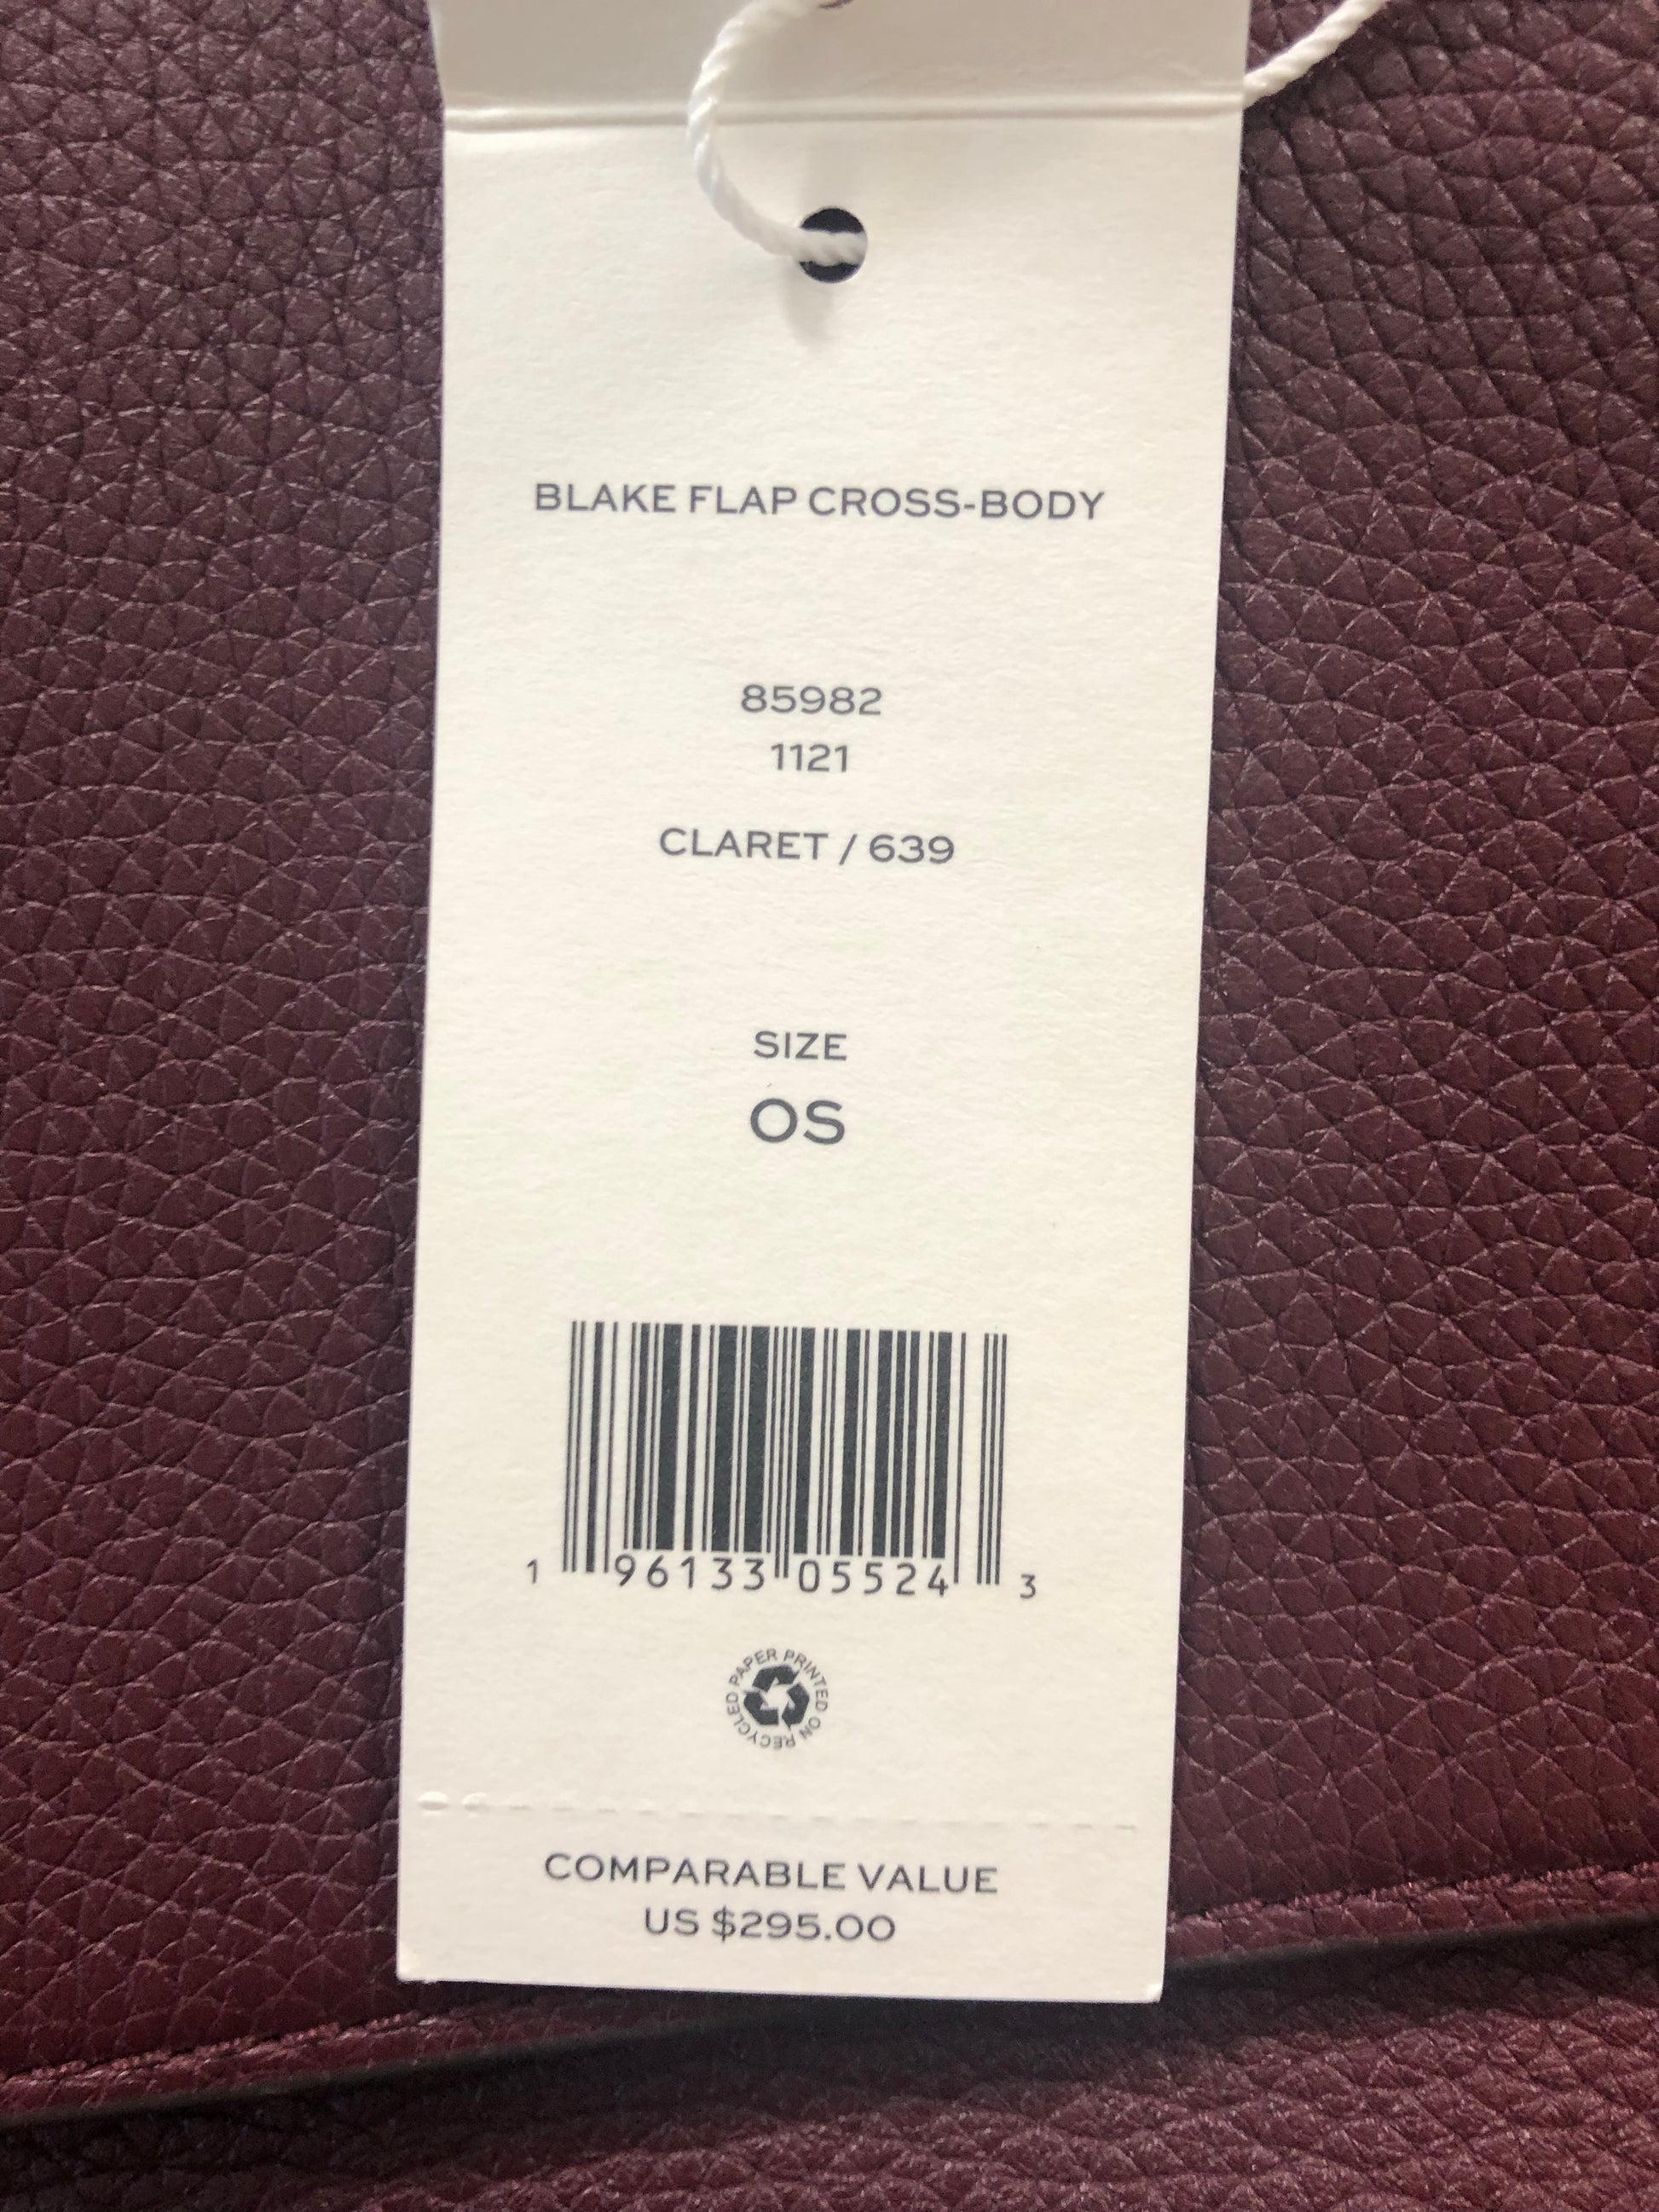 BLAKE FLAP CROSS-BODY
85982
1121
CLARET / 639
SIZE
OS
1 96133 05524 3
PRINTED ON RECYCLED PAPER
COMPARABLE VALUE
US $295.00